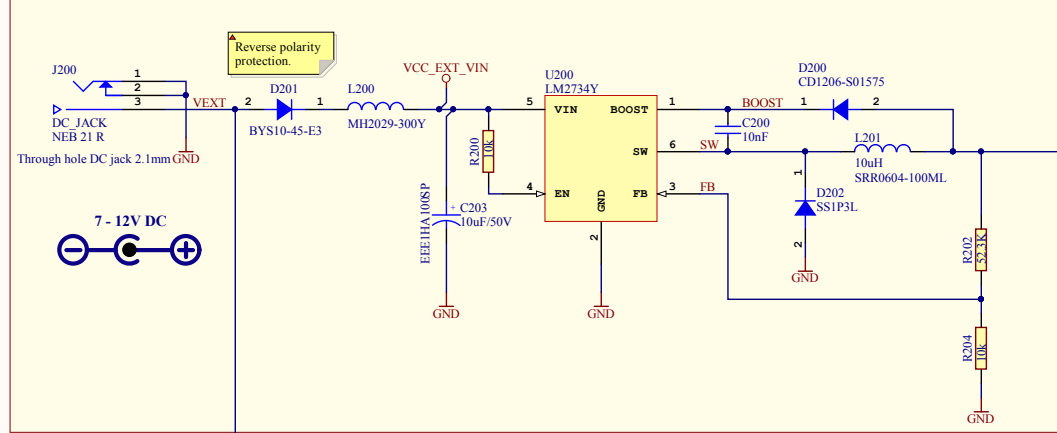 Reverse polarity
protection.
J200
1
2
3
DC_JACK
NEB 21 R
Through hole DC jack 2.1mm
GND
VEXT
2
D201
1
BYS10-45-E3
L200
MH2029-300Y
VCC_EXT_VIN
R200
10k
EEE1HA100SP
+
C203
10uF/50V
GND
U200
LM2734Y
5
VIN
BOOST
1
SW
6
4
EN
GND
FB
3
2
GND
BOOST
C200
10nF
SW
FB
D200
CD1206-S01575
1
2
L201
10uH
SRR0604-100ML
1
D202
SS1P3L
2
GND
R202
52.3K
R204
10k
GND
7 - 12V DC